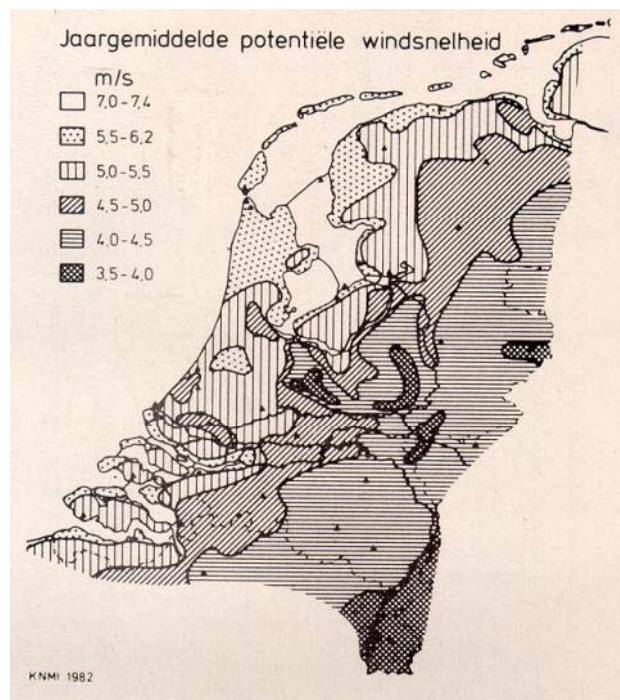 Jaargemiddelde potentiële windsnelheid
m/s
7,0-7,4
5,5-6,2
5,0-5,5
4,5-5,0
4.0-4,5
3,5-4,0
KNMI 1982